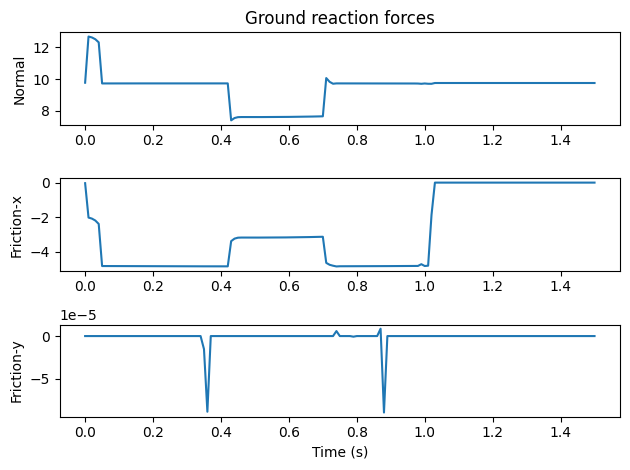 Ground reaction forces
Normal
12
10
8
0.0 0.2 0.4 0.6 0.8 1.0 1.2 1.4
Friction-x
0
−2
−4
0.0 0.2 0.4 0.6 0.8 1.0 1.2 1.4
1e−5
Friction-y
0
−5
0.0 0.2 0.4 0.6 0.8 1.0 1.2 1.4
Time (s)